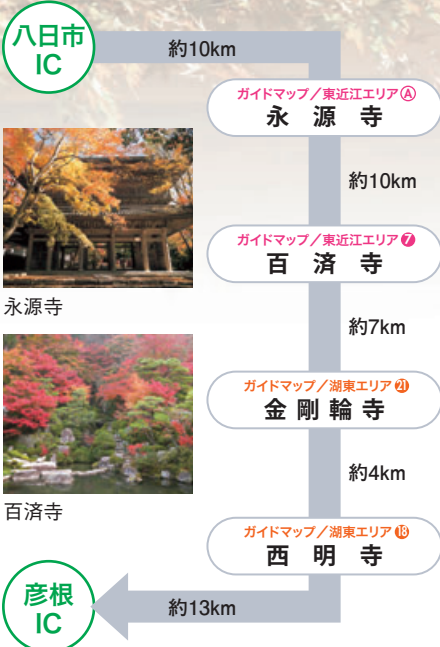 八日市
IC
約10km
ガイドマップ/東近江エリアⒶ
永源寺
約10km
ガイドマップ/東近江エリア❼
百済寺
永源寺
約7km
ガイドマップ/湖東エリア㉑
金剛輪寺
約4km
百済寺
ガイドマップ/湖東エリア⓲
西明寺
彦根
IC
約13km